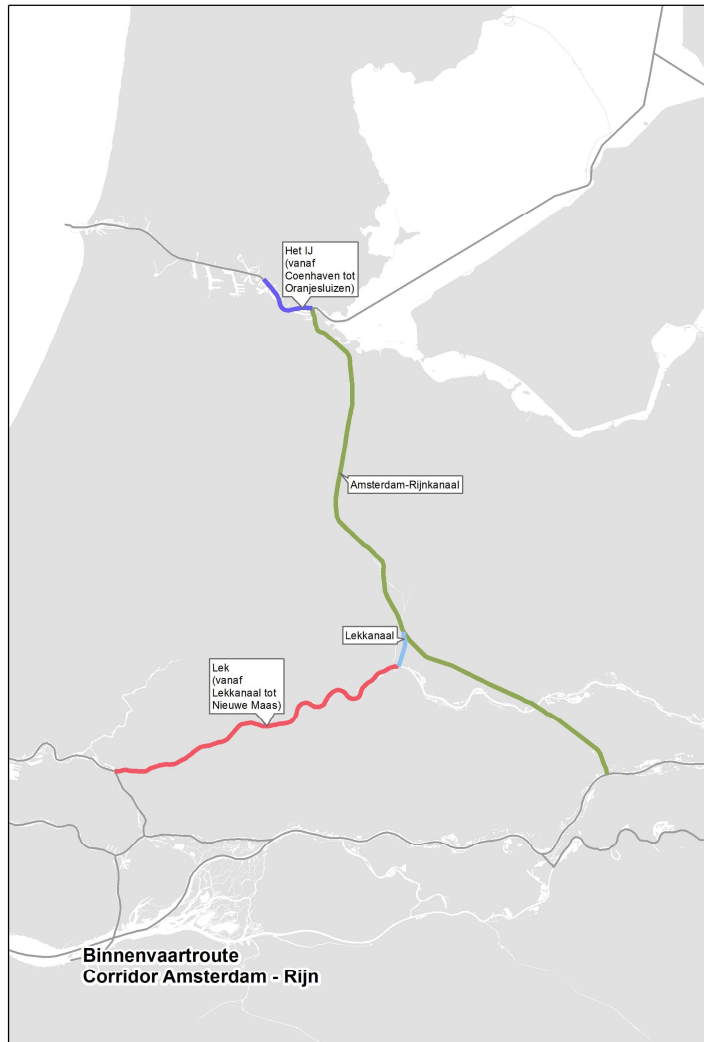 Het IJ
(vanaf
Coenhaven tot
Oranjesluizen)
Amsterdam-Rijnkanaal
Lekkanaal
Lek
(vanaf
Lekkanaal tot
Nieuwe Maas)
Binnenvaartroute
Corridor Amsterdam - Rijn